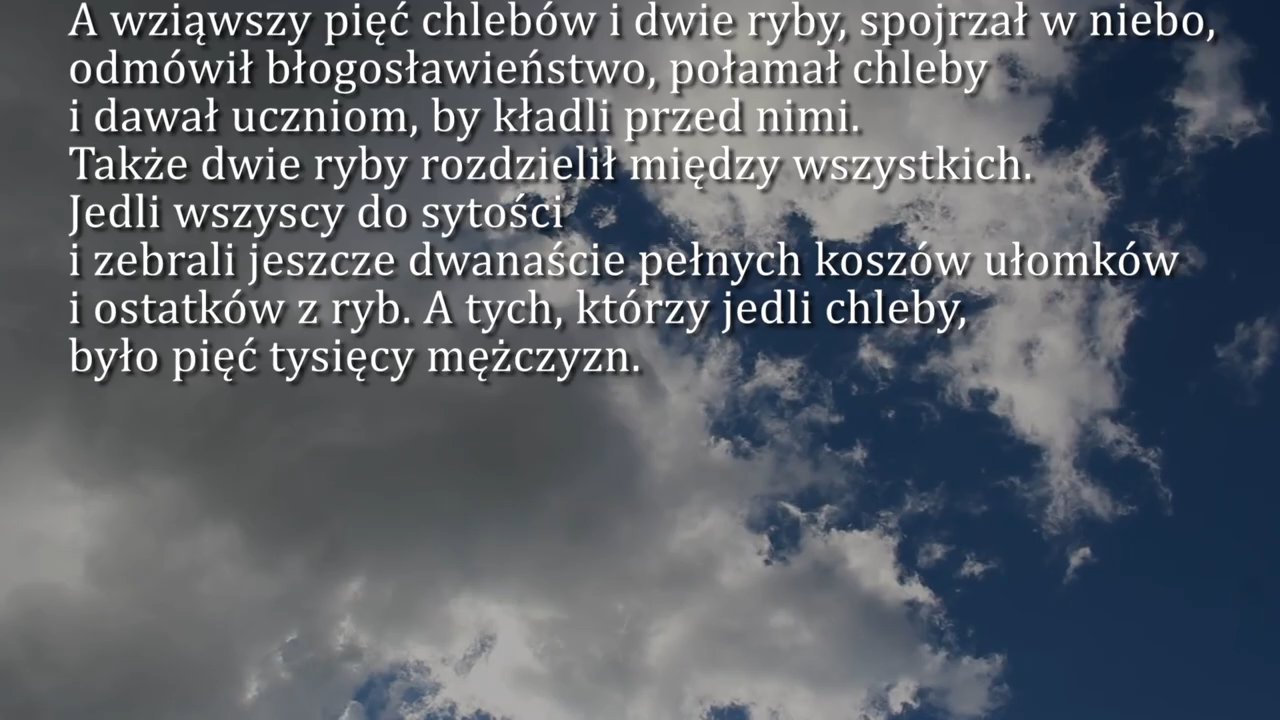 A wziąwszy pięć chlebów i dwie ryby, spojrzał w niebo,
odmówił błogosławieństwo, połamał chleby
i dawał uczniom, by kładli przed nimi.
Także dwie ryby rozdzielił między wszystkich.
Jedli wszyscy do sytości
i zebrali jeszcze dwanaście pełnych koszów ułomków
i ostatków z ryb. A tych, którzy jedli chleby,
było pięć tysięcy mężczyzn.